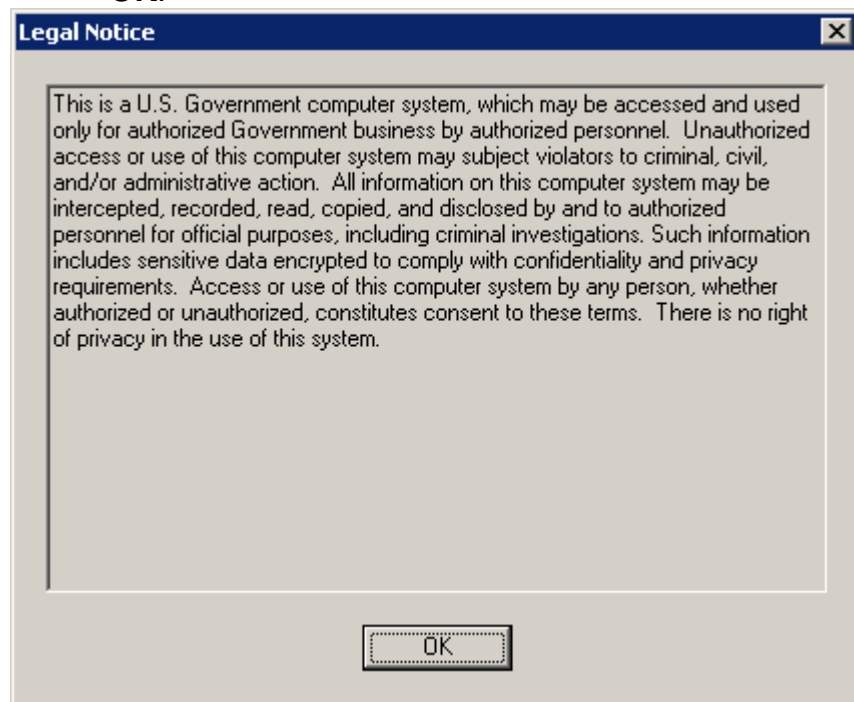 Legal Notice
This is a U.S. Government computer system, which may be accessed and used
only for authorized Government business by authorized personnel.  Unauthorized
access or use of this computer system may subject violators to criminal, civil,
and/or administrative action.  All information on this computer system may be
intercepted, recorded, read, copied, and disclosed by and to authorized
personnel for official purposes, including criminal investigations. Such information
includes sensitive data encrypted to comply with confidentiality and privacy
requirements.  Access or use of this computer system by any person, whether
authorized or unauthorized, constitutes consent to these terms.  There is no right
of privacy in the use of this system.
OK